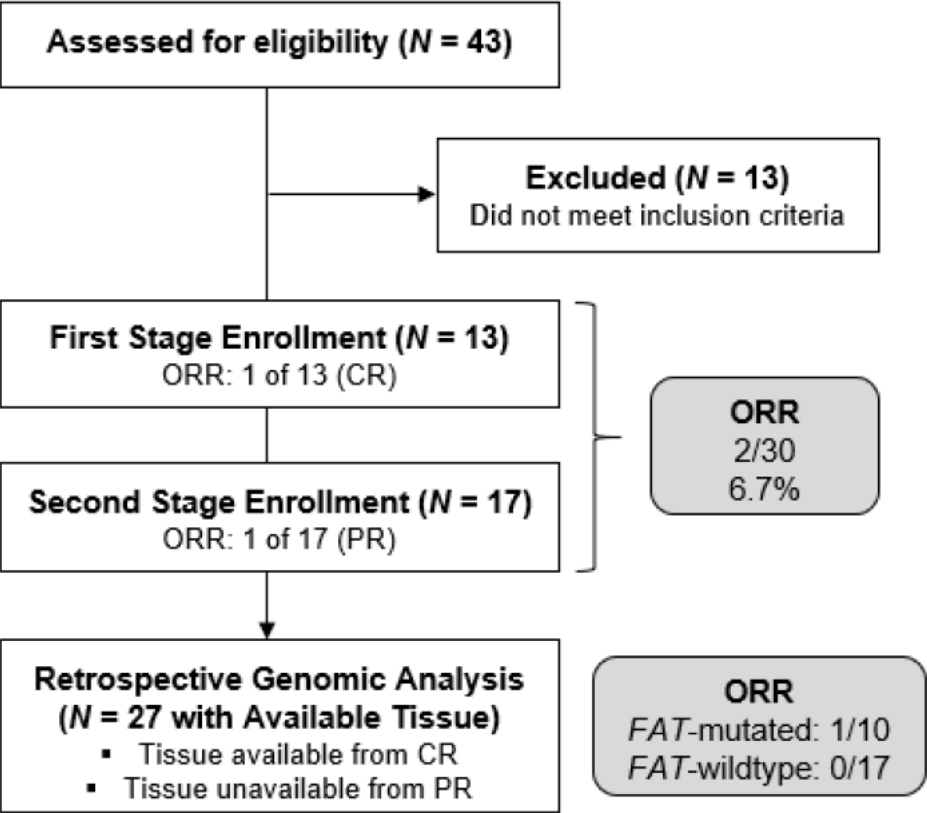 Assessed for eligibility (N = 43)
Excluded (N = 13)
Did not meet inclusion criteria
First Stage Enrollment (N = 13)
ORR: 1 of 13 (CR)
Second Stage Enrollment (N = 17)
ORR: 1 of 17 (PR)
ORR
2/30
6.7%
Retrospective Genomic Analysis
(N = 27 with Available Tissue)
▪ Tissue available from CR
▪ Tissue unavailable from PR
ORR
FAT-mutated: 1/10
FAT-wildtype: 0/17